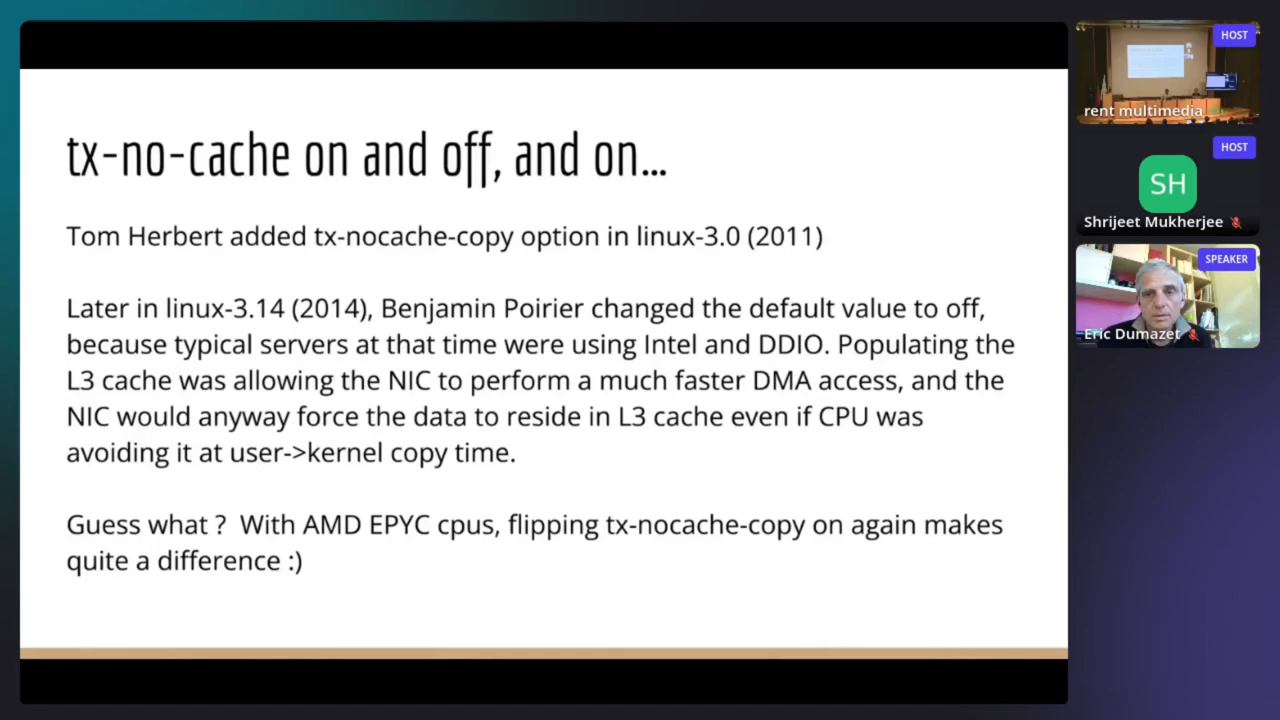 tx-no-cache on and off, and on...
Tom Herbert added tx-nocache-copy option in linux-3.0 (2011)
Later in linux-3.14 (2014), Benjamin Poirier changed the default value to off,
because typical servers at that time were using Intel and DDIO. Populating the
L3 cache was allowing the NIC to perform a much faster DMA access, and the
NIC would anyway force the data to reside in L3 cache even if CPU was
avoiding it at user->kernel copy time.
Guess what ?  With AMD EPYC cpus, flipping tx-nocache-copy on again makes
quite a difference :)
HOST
rent multimedia
HOST
SH
Shrijeet Mukherjee
SPEAKER
Eric Dumazet